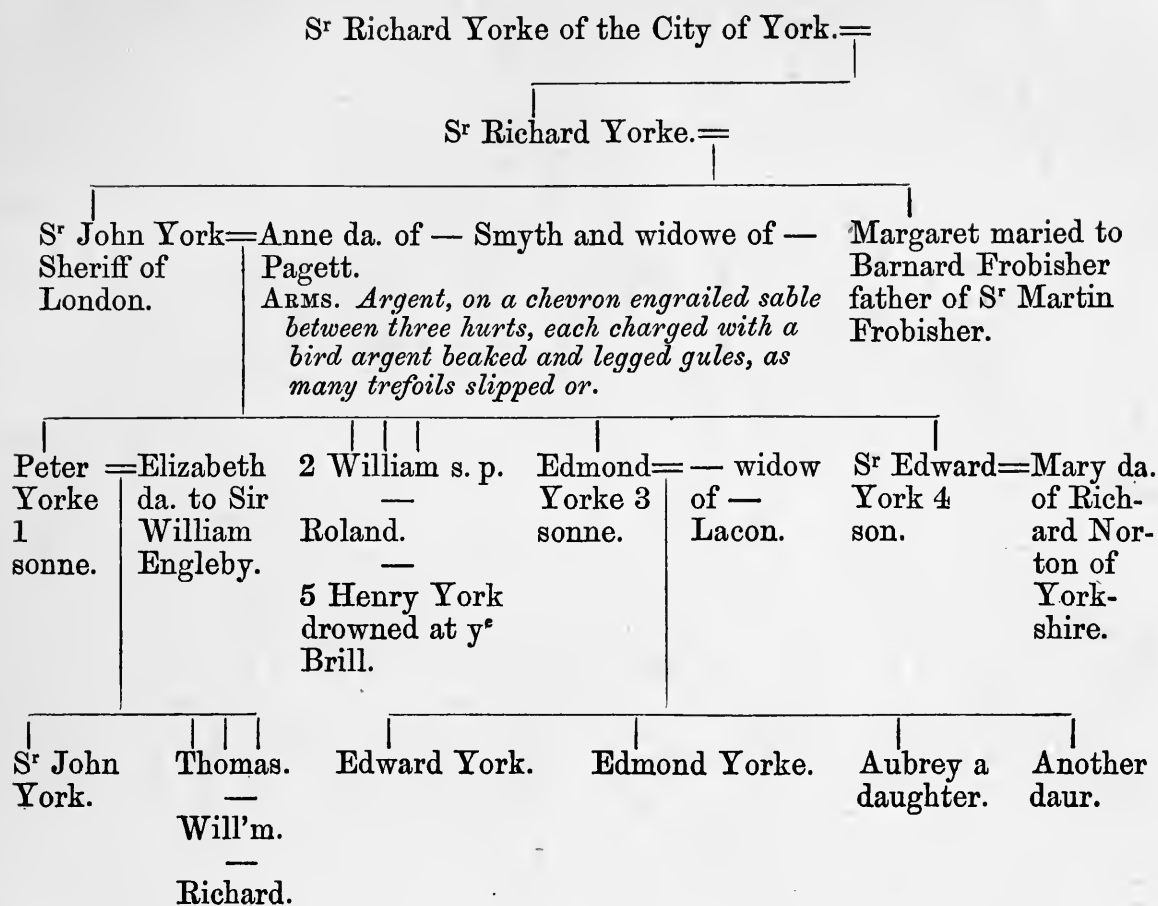 Sʳ Richard Yorke of the City of York.=
Sʳ Richard Yorke.=
Sʳ John York=
Sheriff of
London.
Anne da. of — Smyth and widowe of —
Pagett.
ARMS. Argent, on a chevron engrailed sable
between three hurts, each charged with a
bird argent beaked and legged gules, as
many trefoils slipped or.
Margaret maried to
Barnard Frobisher
father of Sʳ Martin
Frobisher.
Peter =
Yorke
1
sonne.
Elizabeth
da. to Sir
William
Engleby.
2 William s. p.
—
Roland.
—
5 Henry York
drowned at yᵉ
Brill.
Edmond=
Yorke 3
sonne.
— widow
of —
Lacon.
Sʳ Edward=
York 4
son.
Mary da.
of Rich-
ard Nor-
ton of
York-
shire.
Sʳ John
York.
Thomas.
—
Will'm.
—
Richard.
Edward York.
Edmond Yorke.
Aubrey a
daughter.
Another
daur.